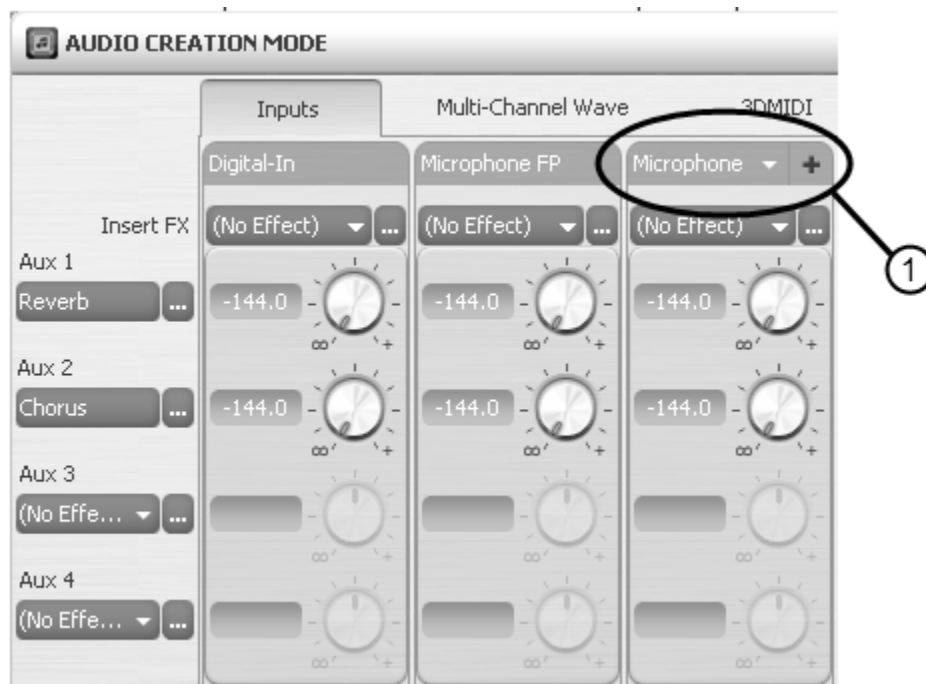 AUDIO CREATION MODE
Inputs Multi-Channel Wave 3DMIDI
Digital-In Microphone FP Microphone +
Insert FX (No Effect) ... (No Effect) ... (No Effect) ...
1
Aux 1
Reverb ... -144.0 -144.0 -144.0
∞ + ∞ + ∞ +
Aux 2
Chorus ... -144.0 -144.0 -144.0
∞ + ∞ + ∞ +
Aux 3
(No Effe... ...
∞ + ∞ + ∞ +
Aux 4
(No Effe... ...
∞ + ∞ + ∞ +